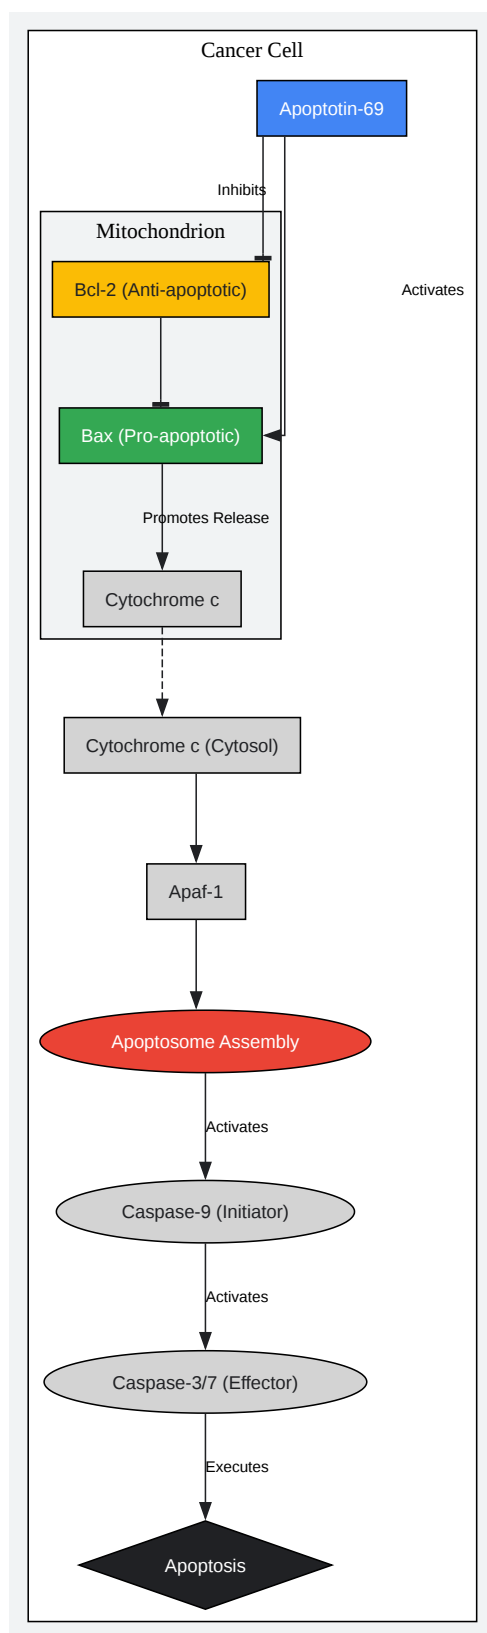 Cancer Cell
Apoptotin-69
Inhibits
Mitochondrion
Bcl-2 (Anti-apoptotic)
Activates
Bax (Pro-apoptotic)
Promotes Release
Cytochrome c
Cytochrome c (Cytosol)
Apaf-1
Apoptosome Assembly
Activates
Caspase-9 (Initiator)
Activates
Caspase-3/7 (Effector)
Executes
Apoptosis